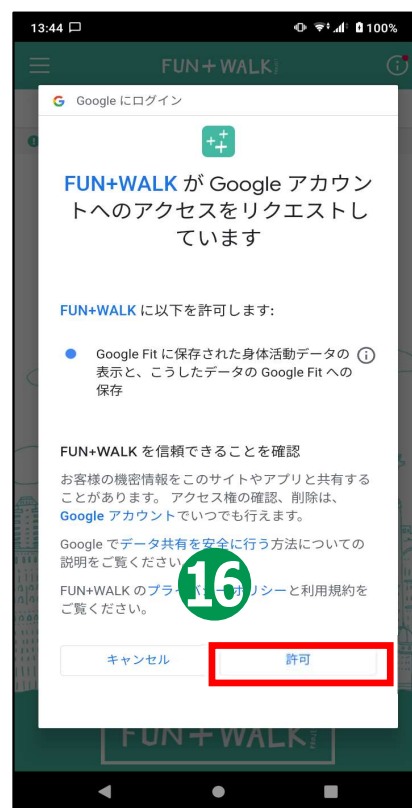 13:44
100%
FUN+WALK
G Google にログイン
FUN+WALK が Google アカウン
トへのアクセスをリクエストし
ています
FUN+WALK に以下を許可します:
Google Fit に保存された身体活動データの
表示と、こうしたデータの Google Fit への
保存
FUN+WALK を信頼できることを確認
お客様の機密情報をこのサイトやアプリと共有する
ことがあります。 アクセス権の確認、削除は、
Google アカウントでいつでも行えます。
Google でデータ共有を安全に行う方法についての
説明をご覧ください
16
FUN+WALK のプライバシー ポリシーと利用規約を
ご覧ください。
キャンセル
許可
FUN+WALK